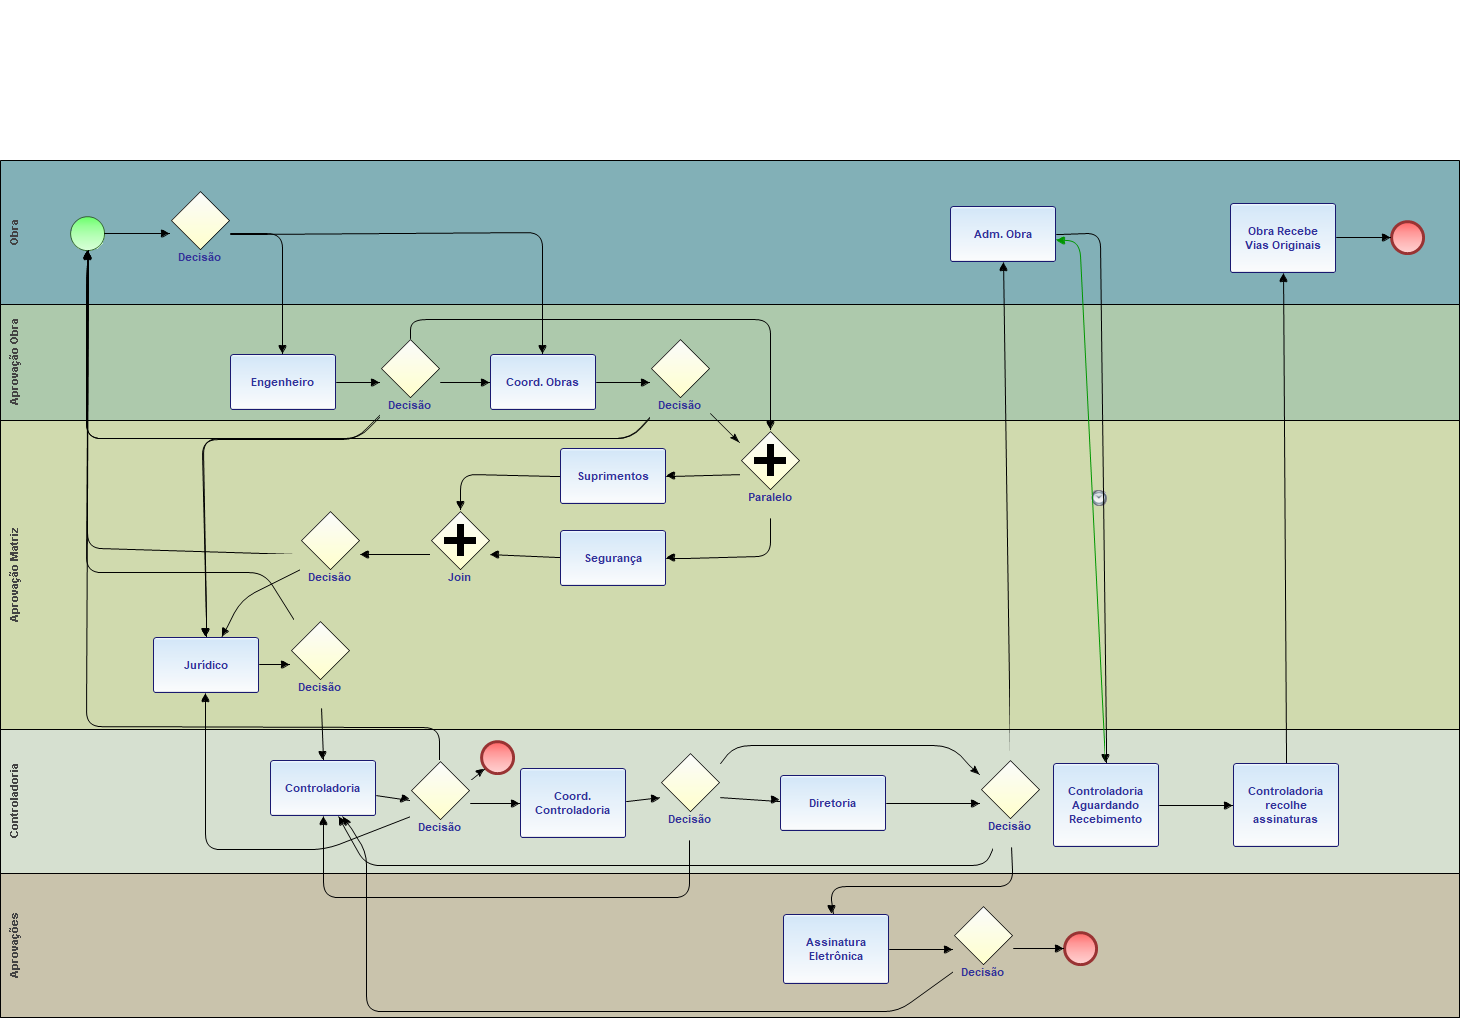 Obra
Decisão
Adm. Obra
Obra Recebe
Vias Originais
Aprovação Obra
Engenheiro
Decisão
Coord. Obras
Decisão
Aprovação Matriz
Suprimentos
Paralelo
Decisão
Join
Segurança
Jurídico
Decisão
Controladoria
Controladoria
Decisão
Coord.
Controladoria
Decisão
Diretoria
Decisão
Controladoria
Aguardando
Recebimento
Controladoria
recolhe
assinaturas
Aprovações
Assinatura
Eletrônica
Decisão